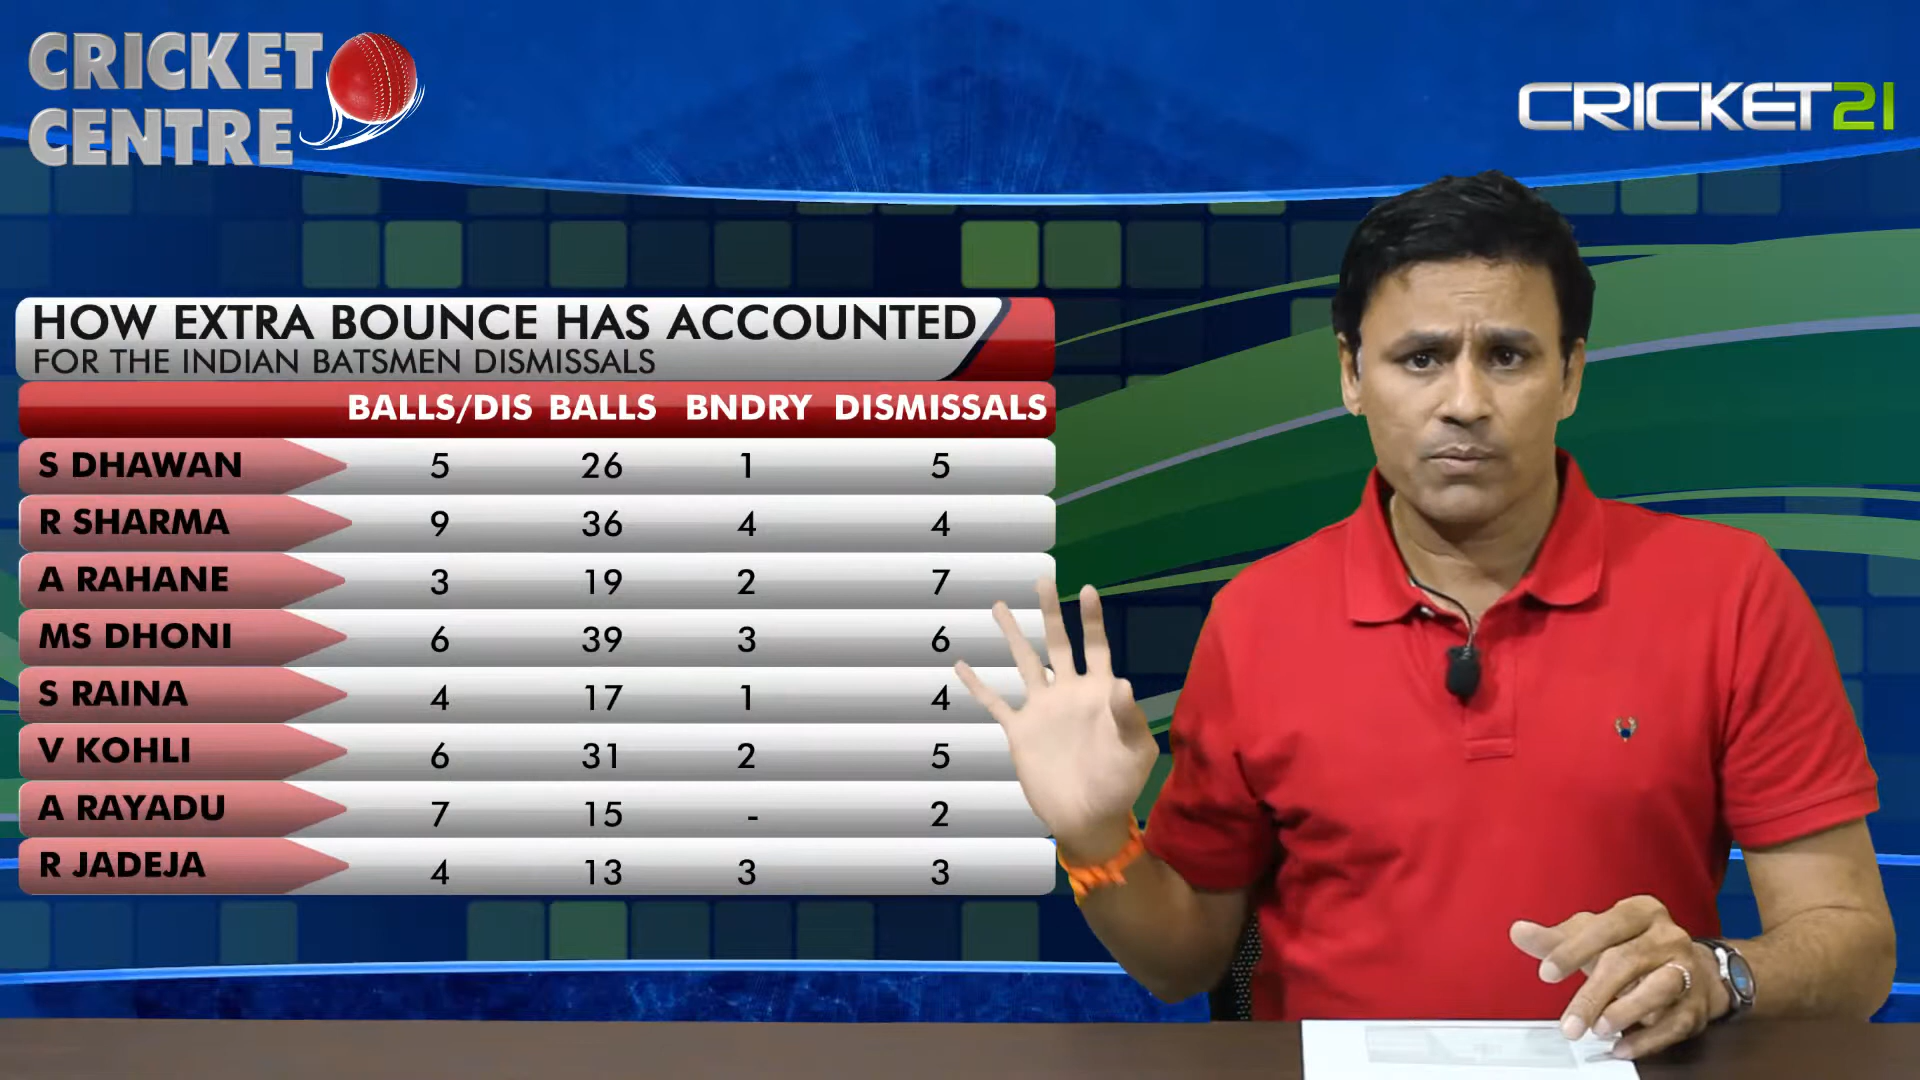 CRICKET
CENTRE
CRICKET21
HOW EXTRA BOUNCE HAS ACCOUNTED
FOR THE INDIAN BATSMEN DISMISSALS
BALLS/DIS BALLS BNDRY DISMISSALS
S DHAWAN 5 26 1 5
R SHARMA 9 36 4 4
A RAHANE 3 19 2 7
MS DHONI 6 39 3 6
S RAINA 4 17 1 4
V KOHLI 6 31 2 5
A RAYADU 7 15 - 2
R JADEJA 4 13 3 3